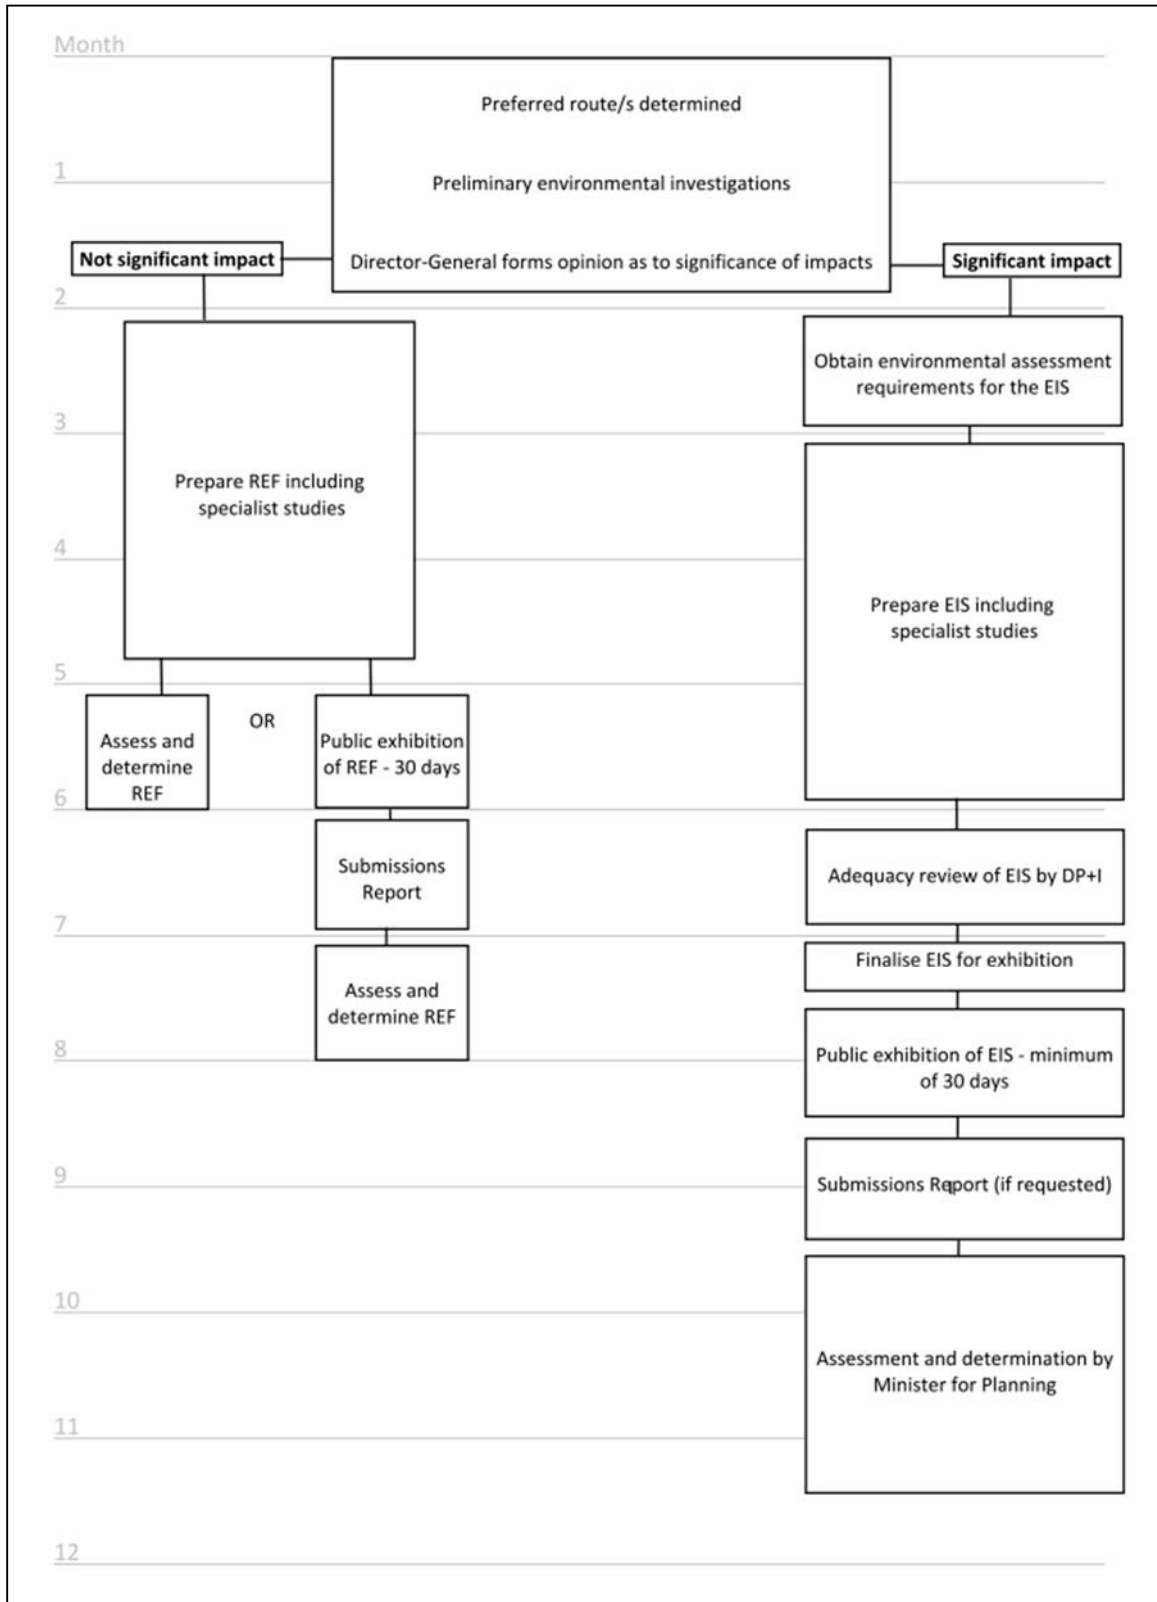 Month
Preferred route/s determined
1
Preliminary environmental investigations
Not significant impact
Director-General forms opinion as to significance of impacts
Significant impact
2
Obtain environmental assessment
requirements for the EIS
3
Prepare REF including
specialist studies
4
Prepare EIS including
specialist studies
5
OR
Assess and
determine
REF
Public exhibition
of REF - 30 days
6
Submissions
Report
Adequacy review of EIS by DP+I
7
Finalise EIS for exhibition
Assess and
determine REF
8
Public exhibition of EIS - minimum
of 30 days
9
Submissions Report (if requested)
10
Assessment and determination by
Minister for Planning
11
12